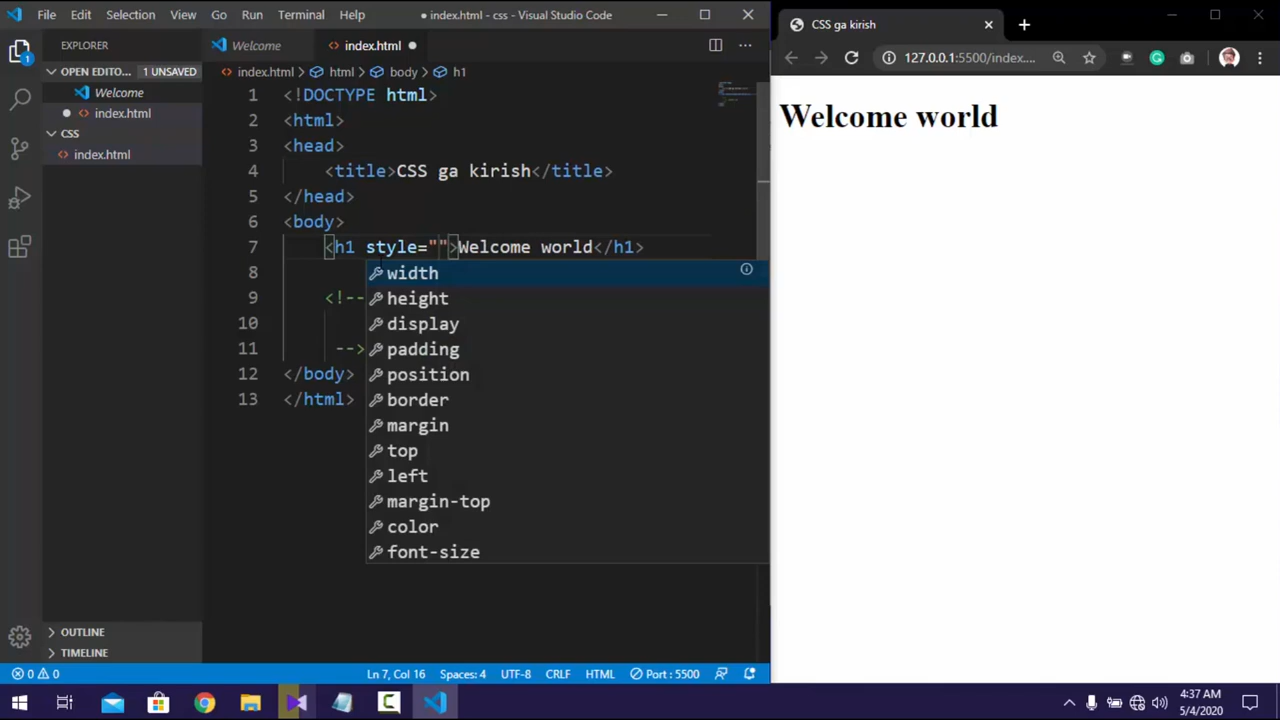 File Edit Selection View Go Run Terminal Help
● index.html - css - Visual Studio Code
EXPLORER
OPEN EDITO... 1 UNSAVED
Welcome
index.html
CSS
index.html
OUTLINE
TIMELINE
1
Welcome
index.html
index.html > html > body > h1
1 <!DOCTYPE html>
2 <html>
3 <head>
4 <title>CSS ga kirish</title>
5 </head>
6 <body>
7 <h1 style="">Welcome world</h1>
8
9 <!--
10
11 -->
12 </body>
13 </html>
width
height
display
padding
position
border
margin
top
left
margin-top
color
font-size
0 0 Ln 7, Col 16 Spaces: 4 UTF-8 CRLF HTML Port : 5500
CSS ga kirish
127.0.0.1:5500/index....
Welcome world
4:37 AM
5/4/2020